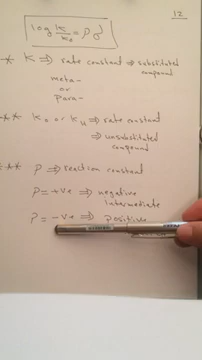 12
log K/K₀ = ρσ
* K ⇒ rate constant ⇒ substituted
compound
meta-
or
Para-
** K₀ or K_H ⇒ rate constant
⇒ unsubstituted
compound
*** ρ ⇒ reaction constant
ρ = +ve ⇒ negative
intermediate
ρ = -ve ⇒ positive